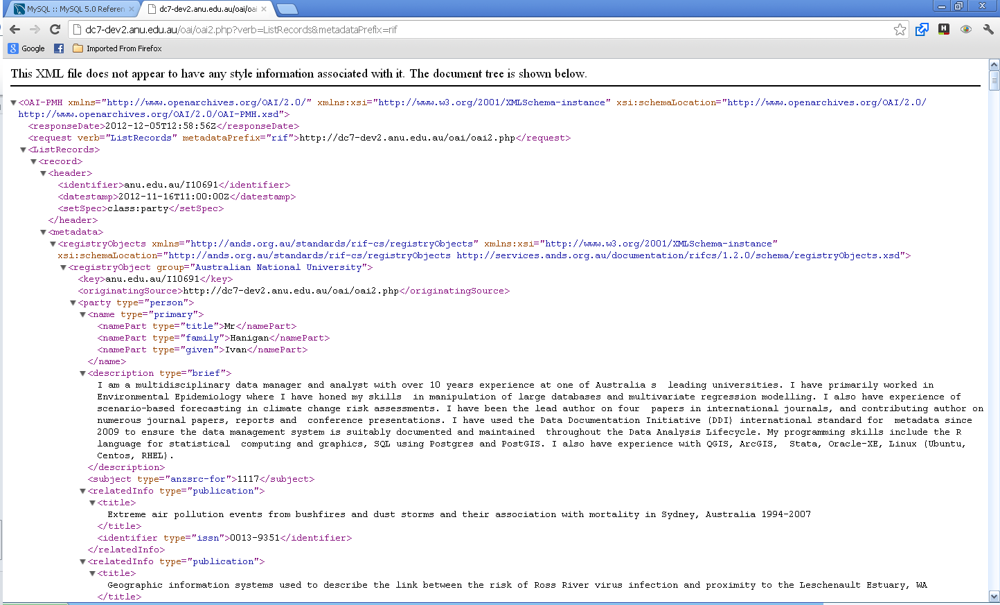 MySQL :: MySQL 5.0 Referen
dc7-dev2.anu.edu.au/oai/oai
dc7-dev2.anu.edu.au/oai/oai2.php?verb=ListRecords&metadataPrefix=rif
Google
Imported From Firefox
This XML file does not appear to have any style information associated with it. The document tree is shown below.
<OAI-PMH xmlns="http://www.openarchives.org/OAI/2.0/" xmlns:xsi="http://www.w3.org/2001/XMLSchema-instance" xsi:schemaLocation="http://www.openarchives.org/OAI/2.0/
http://www.openarchives.org/OAI/2.0/OAI-PMH.xsd">
<responseDate>2012-12-05T12:58:56Z</responseDate>
<request verb="ListRecords" metadataPrefix="rif">http://dc7-dev2.anu.edu.au/oai/oai2.php</request>
<ListRecords>
<record>
<header>
<identifier>anu.edu.au/I10691</identifier>
<datestamp>2012-11-16T11:00:00Z</datestamp>
<setSpec>class:party</setSpec>
</header>
<metadata>
<registryObjects xmlns="http://ands.org.au/standards/rif-cs/registryObjects" xmlns:xsi="http://www.w3.org/2001/XMLSchema-instance"
xsi:schemaLocation="http://ands.org.au/standards/rif-cs/registryObjects http://services.ands.org.au/documentation/rifcs/1.2.0/schema/registryObjects.xsd">
<registryObject group="Australian National University">
<key>anu.edu.au/I10691</key>
<originatingSource>http://dc7-dev2.anu.edu.au/oai/oai2.php</originatingSource>
<party type="person">
<name type="primary">
<namePart type="title">Mr</namePart>
<namePart type="family">Hanigan</namePart>
<namePart type="given">Ivan</namePart>
</name>
<description type="brief">
I am a multidisciplinary data manager and analyst with over 10 years experience at one of Australia s  leading universities. I have primarily worked in
Environmental Epidemiology where I have honed my skills  in manipulation of large databases and multivariate regression modelling. I also have experience of
scenario-based forecasting in climate change risk assessments. I have been the lead author on four  papers in international journals, and contributing author on
numerous journal papers, reports and  conference presentations. I have used the Data Documentation Initiative (DDI) international standard for  metadata since
2009 to ensure the data management system is suitably documented and maintained  throughout the Data Analysis Lifecycle. My programming skills include the R
language for statistical  computing and graphics, SQL using Postgres and PostGIS. I also have experience with QGIS, ArcGIS,  Stata, Oracle-XE, Linux (Ubuntu,
Centos, RHEL).
</description>
<subject type="anzsrc-for">1117</subject>
<relatedInfo type="publication">
<title>
Extreme air pollution events from bushfires and dust storms and their association with mortality in Sydney, Australia 1994-2007
</title>
<identifier type="issn">0013-9351</identifier>
</relatedInfo>
<relatedInfo type="publication">
<title>
Geographic information systems used to describe the link between the risk of Ross River virus infection and proximity to the Leschenault Estuary, WA
</title>